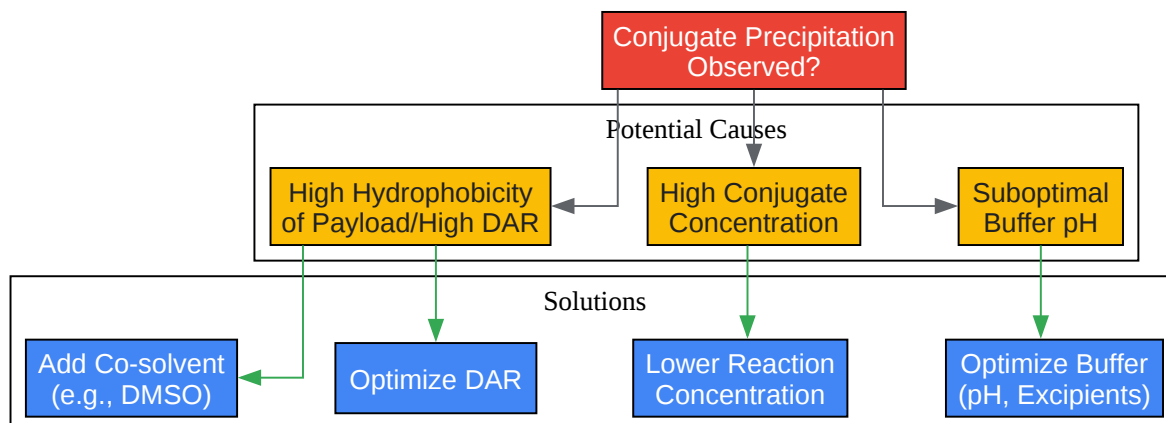 Conjugate Precipitation
Observed?
Potential Causes
High Hydrophobicity
of Payload/High DAR
High Conjugate
Concentration
Suboptimal
Buffer pH
Solutions
Add Co-solvent
(e.g., DMSO)
Optimize DAR
Lower Reaction
Concentration
Optimize Buffer
(pH, Excipients)